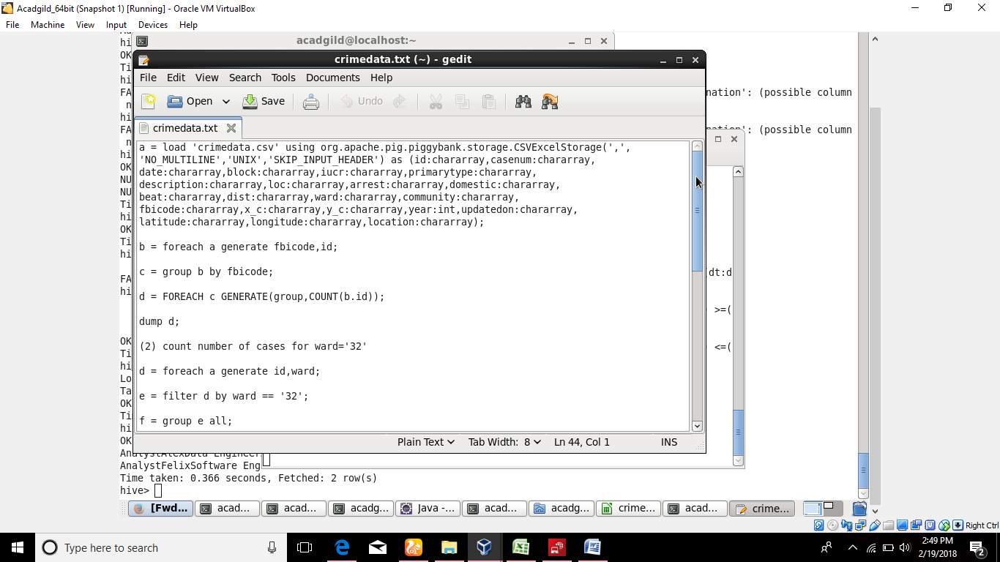 Acadgild_64bit (Snapshot 1) [Running] - Oracle VM VirtualBox
File Machine View Input Devices Help
acadgild@localhost:~
crimedata.txt (~) - gedit
File Edit View Search Tools Documents Help
Open Save Undo
crimedata.txt
a = load 'crimedata.csv' using org.apache.pig.piggybank.storage.CSVExcelStorage(',',
'NO_MULTILINE','UNIX','SKIP_INPUT_HEADER') as (id:chararray,casenum:chararray,
date:chararray,block:chararray,iucr:chararray,primarytype:chararray,
description:chararray,loc:chararray,arrest:chararray,domestic:chararray,
beat:chararray,dist:chararray,ward:chararray,community:chararray,
fbicode:chararray,x_c:chararray,y_c:chararray,year:int,updatedon:chararray,
latitude:chararray,longitude:chararray,location:chararray);
b = foreach a generate fbicode,id;
c = group b by fbicode;
d = FOREACH c GENERATE(group,COUNT(b.id));
dump d;
(2) count number of cases for ward='32'
d = foreach a generate id,ward;
e = filter d by ward == '32';
f = group e all;
Plain Text Tab Width: 8 Ln 44, Col 1 INS
hi
OK
Ti
hi
FA nation': (possible column
n
hi
FA nation': (possible column
n
hi
OK
NU
NU
Ti
hi
OK
Ti
hi
dt:d
FA
hi
>=(
OK
Ti <=(
hi
Lo
Ta
OK
Ti
hi
OK
AnalystAlexData Engineer
AnalystFelixSoftware Eng
Time taken: 0.366 seconds, Fetched: 2 row(s)
hive>
[Fwd... acad... acad... acadg... Java -... acad... acadg... crime... acad... crime...
Right Ctrl
Type here to search
2:49 PM
2/19/2018
2